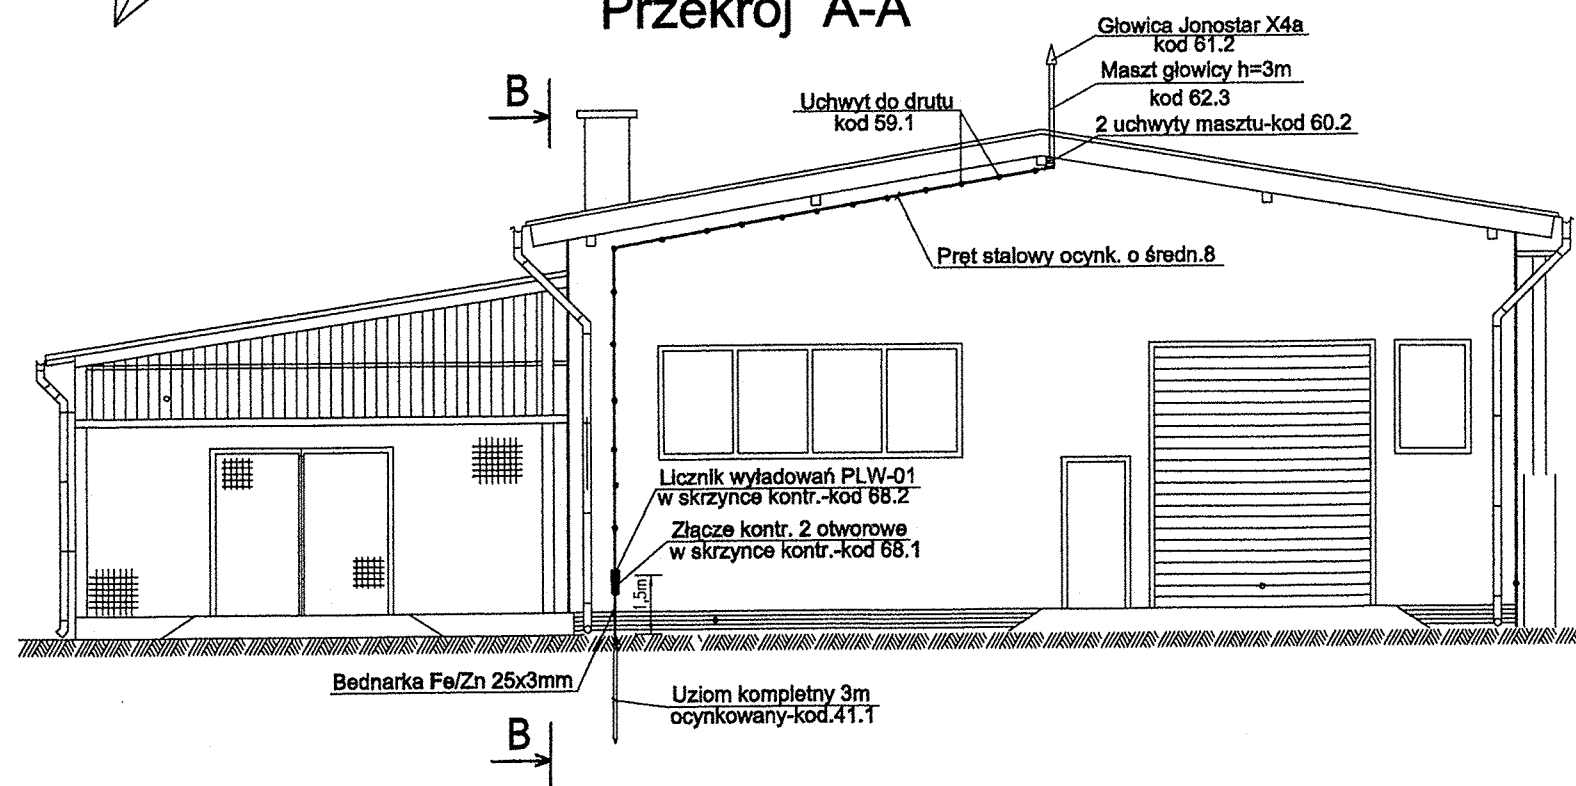 Przekrój A-A
Głowica Jonostar X4a
kod 61.2
Maszt głowicy h=3m
kod 62.3
2 uchwyty masztu-kod 60.2
Uchwyt do drutu
kod 59.1
B
Pręt stalowy ocynk. o średn.8
Licznik wyładowań PLW-01
w skrzynce kontr.-kod 68.2
Złącze kontr. 2 otworowe
w skrzynce kontr.-kod 68.1
1,5m
Bednarka Fe/Zn 25x3mm
Uziom kompletny 3m
ocynkowany-kod.41.1
B